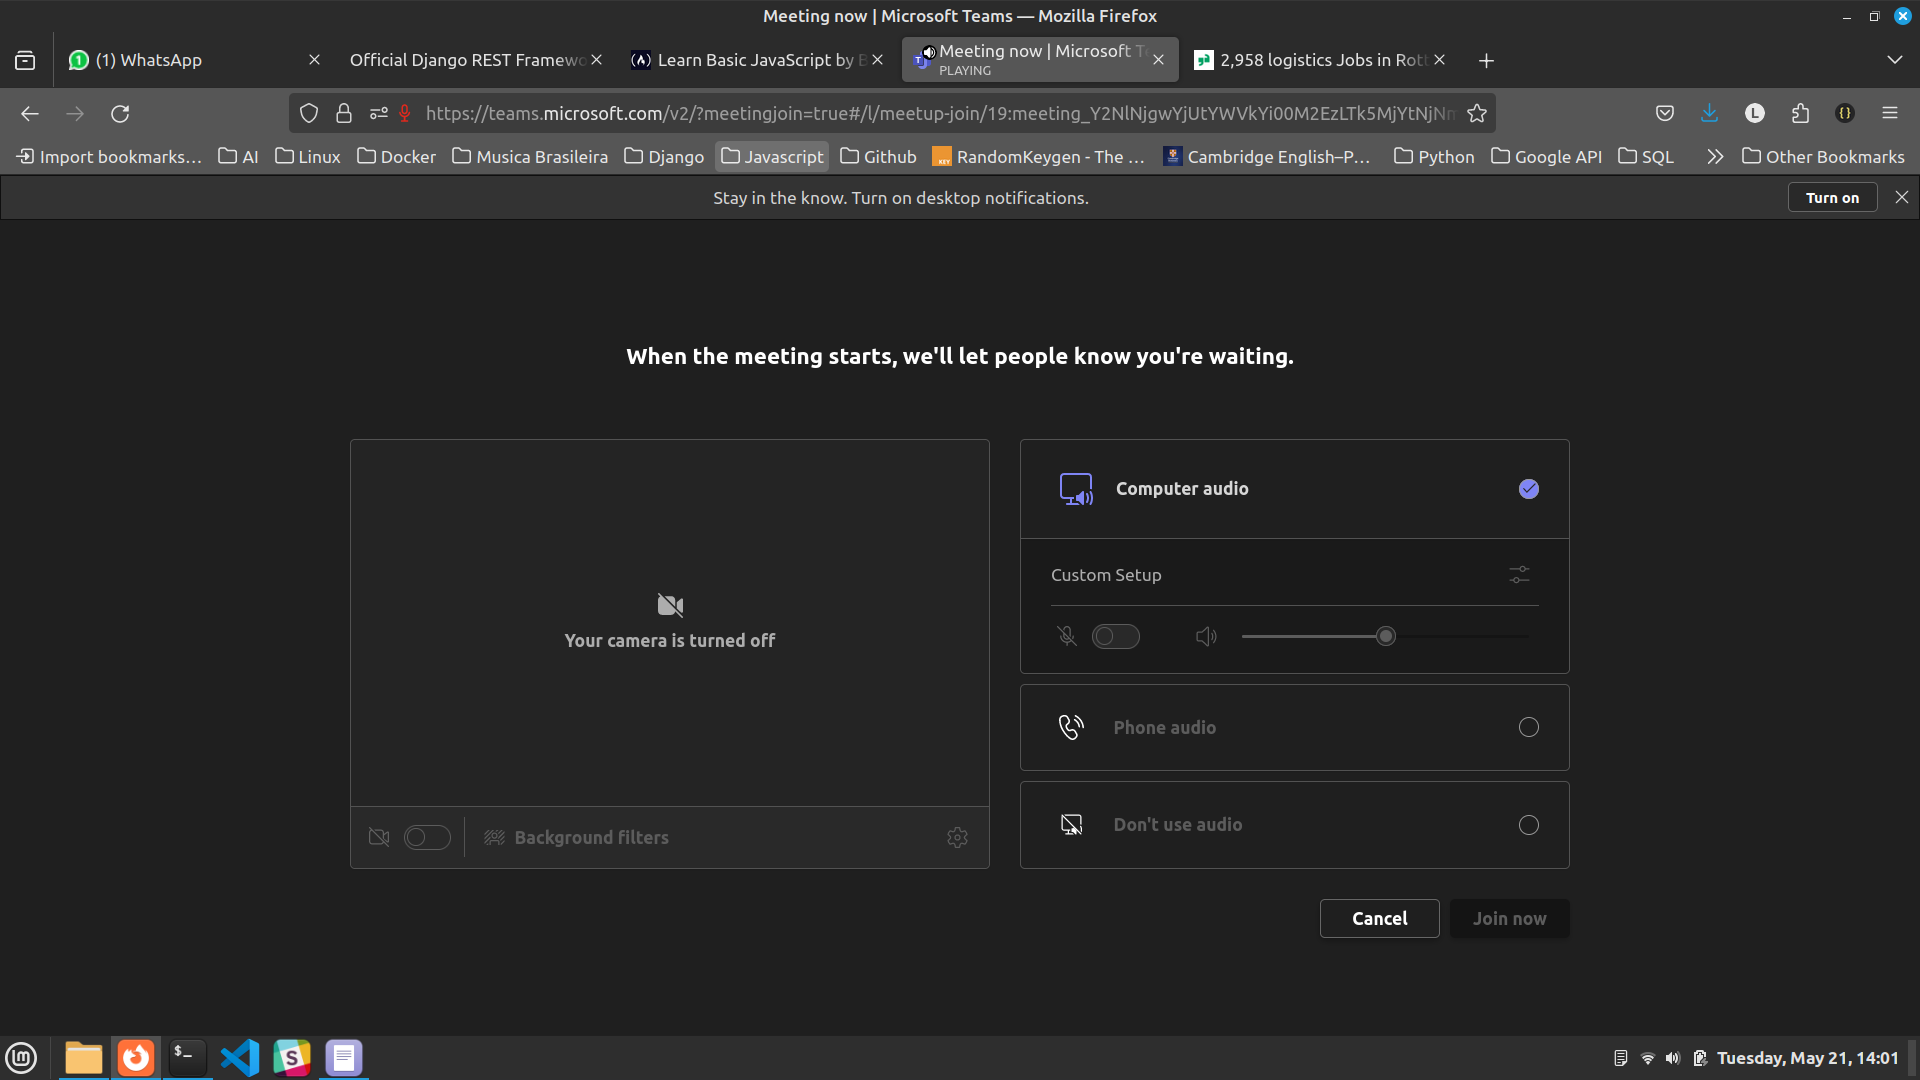 Meeting now | Microsoft Teams — Mozilla Firefox
(1) WhatsApp
Official Django REST Framewo
Learn Basic JavaScript by B
Meeting now | Microsoft Te
PLAYING
2,958 logistics Jobs in Rott
https://teams.microsoft.com/v2/?meetingjoin=true#/l/meetup-join/19:meeting_Y2NlNjgwYjUtYWVkYi00M2EzLTk5MjYtNjNm
L
Import bookmarks...
AI
Linux
Docker
Musica Brasileira
Django
Javascript
Github
RandomKeygen - The ...
Cambridge English–P...
Python
Google API
SQL
Other Bookmarks
Stay in the know. Turn on desktop notifications.
Turn on
When the meeting starts, we'll let people know you're waiting.
Your camera is turned off
Background filters
Computer audio
Custom Setup
Phone audio
Don't use audio
Cancel
Join now
Tuesday, May 21, 14:01